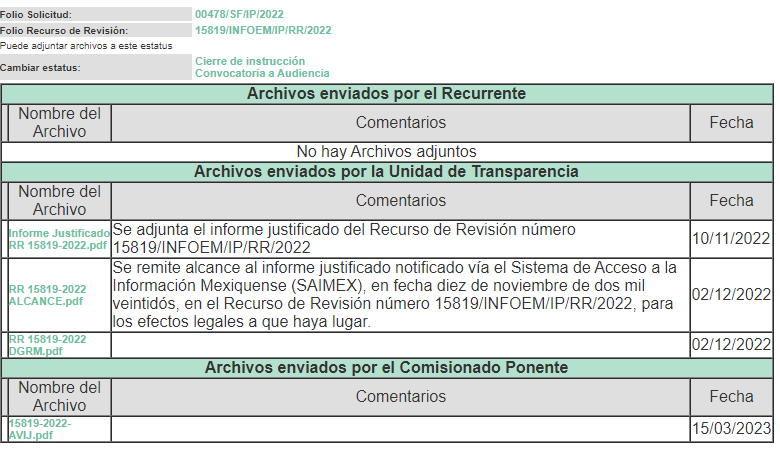 Folio Solicitud: 00478/SF/IP/2022
Folio Recurso de Revisión: 15819/INFOEM/IP/RR/2022
Puede adjuntar archivos a este estatus
Cambiar estatus: Cierre de instrucción
Convocatoria a Audiencia
Archivos enviados por el Recurrente
Nombre del Archivo Comentarios Fecha
No hay Archivos adjuntos
Archivos enviados por la Unidad de Transparencia
Nombre del Archivo Comentarios Fecha
Informe Justificado RR 15819-2022.pdf
Se adjunta el informe justificado del Recurso de Revisión número
15819/INFOEM/IP/RR/2022
10/11/2022
RR 15819-2022 ALCANCE.pdf
Se remite alcance al informe justificado notificado vía el Sistema de Acceso a la
Información Mexiquense (SAIMEX), en fecha diez de noviembre de dos mil
veintidós, en el Recurso de Revisión número 15819/INFOEM/IP/RR/2022, para
los efectos legales a que haya lugar.
02/12/2022
RR 15819-2022 DGRM.pdf
02/12/2022
Archivos enviados por el Comisionado Ponente
Nombre del Archivo Comentarios Fecha
15819-2022-AVIJ.pdf
15/03/2023